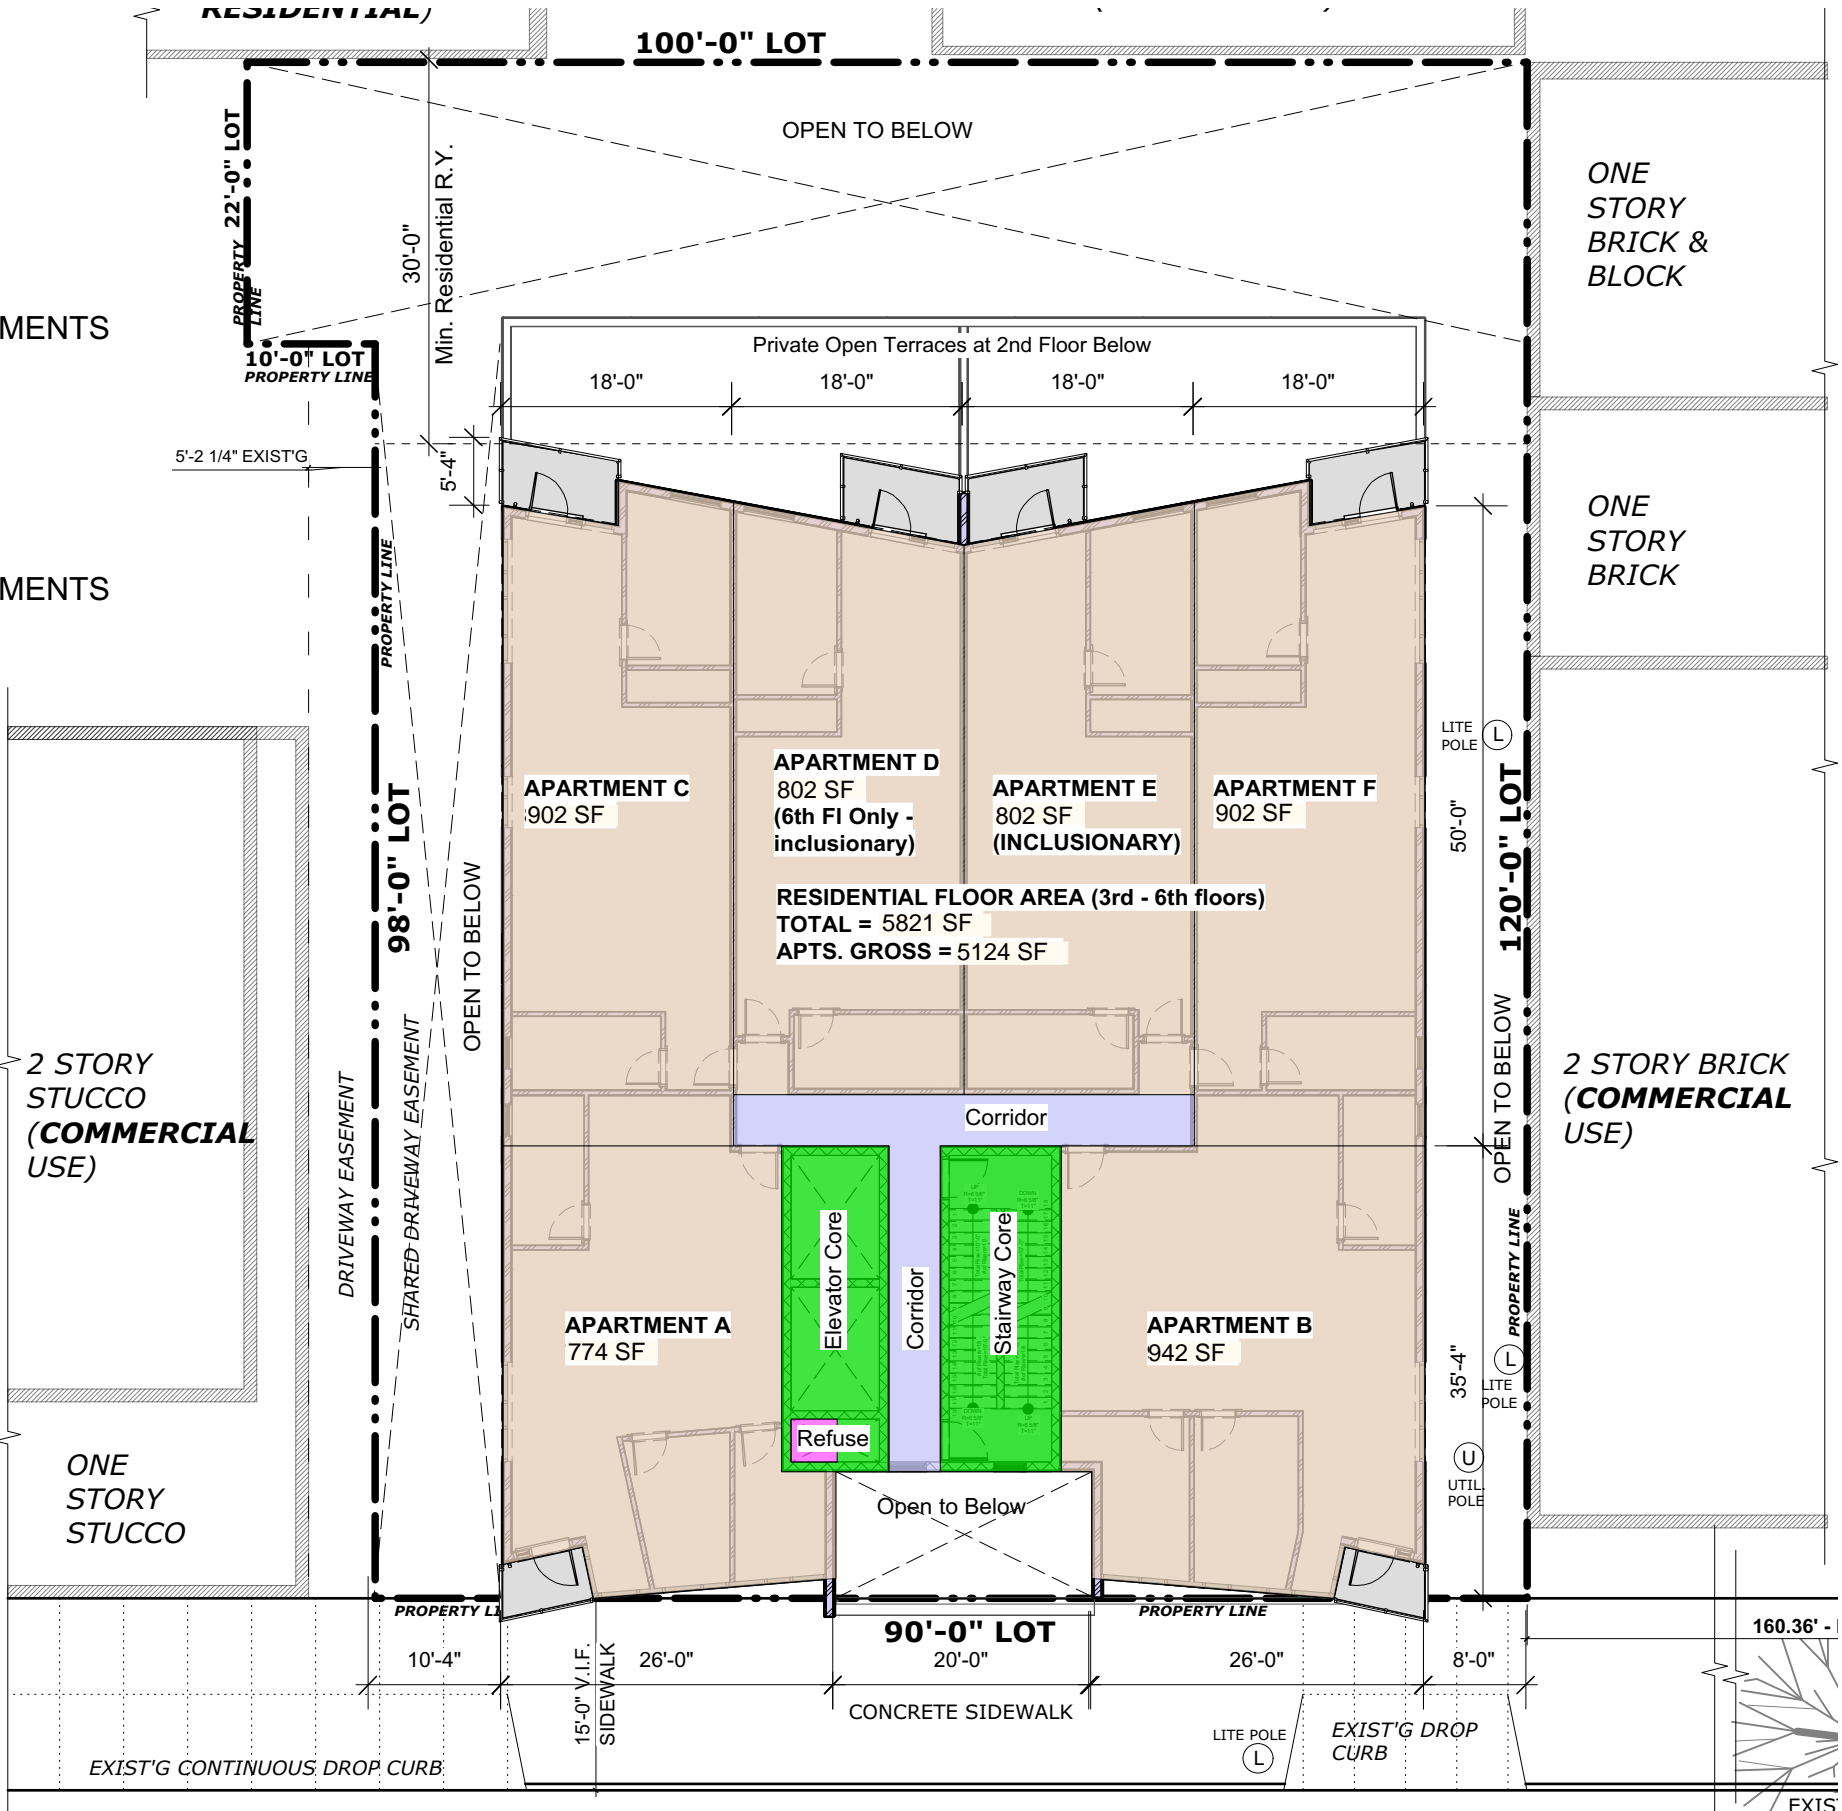 RESIDENTIAL)
100'-0" LOT
OPEN TO BELOW
22'-0" LOT
PROPERTY
LINE
30'-0"
Min. Residential R.Y.
ONE
STORY
BRICK &
BLOCK
MENTS
10'-0" LOT
PROPERTY LINE
Private Open Terraces at 2nd Floor Below
18'-0"
18'-0"
18'-0"
18'-0"
5'-2 1/4" EXIST'G
5'-4"
ONE
STORY
BRICK
MENTS
PROPERTY LINE
LITE
POLE
L
APARTMENT C
902 SF
APARTMENT D
802 SF
(6th Fl Only -
inclusionary)
APARTMENT E
802 SF
(INCLUSIONARY)
APARTMENT F
902 SF
50'-0"
120'-0" LOT
98'-0" LOT
OPEN TO BELOW
RESIDENTIAL FLOOR AREA (3rd - 6th floors)
TOTAL = 5821 SF
APTS. GROSS = 5124 SF
2 STORY
STUCCO
(COMMERCIAL
USE)
DRIVEWAY EASEMENT
SHARED DRIVEWAY EASEMENT
Corridor
OPEN TO BELOW
2 STORY BRICK
(COMMERCIAL
USE)
Elevator Core
Corridor
UP
DOWN
Stairway Core
DOWN
UP
PROPERTY LINE
APARTMENT A
774 SF
APARTMENT B
942 SF
35'-4"
L
LITE
POLE
Refuse
U
UTIL.
POLE
ONE
STORY
STUCCO
Open to Below
PROPERTY LI
PROPERTY LINE
90'-0" LOT
160.36' -
10'-4"
26'-0"
20'-0"
26'-0"
8'-0"
15'-0" V.I.F.
SIDEWALK
CONCRETE SIDEWALK
LITE POLE
L
EXIST'G DROP
CURB
EXIST'G CONTINUOUS DROP CURB
EXIST